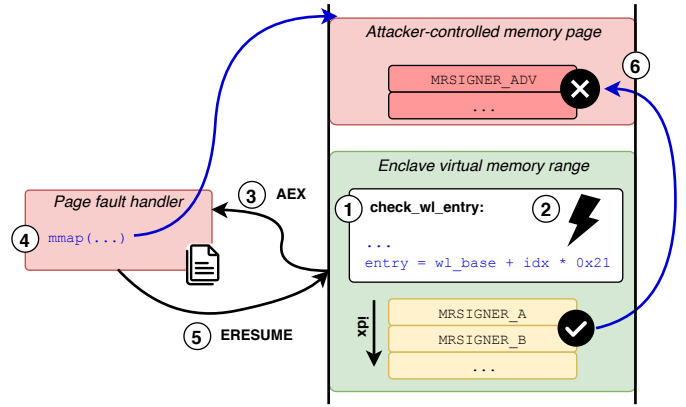 Attacker-controlled memory page
6
MRSIGNER_ADV
...
Enclave virtual memory range
Page fault handler
3 AEX
1 check_wl_entry:
2
4 mmap(...)
...
entry = wl_base + idx * 0x21
5 ERESUME
idx
MRSIGNER_A
MRSIGNER_B
...